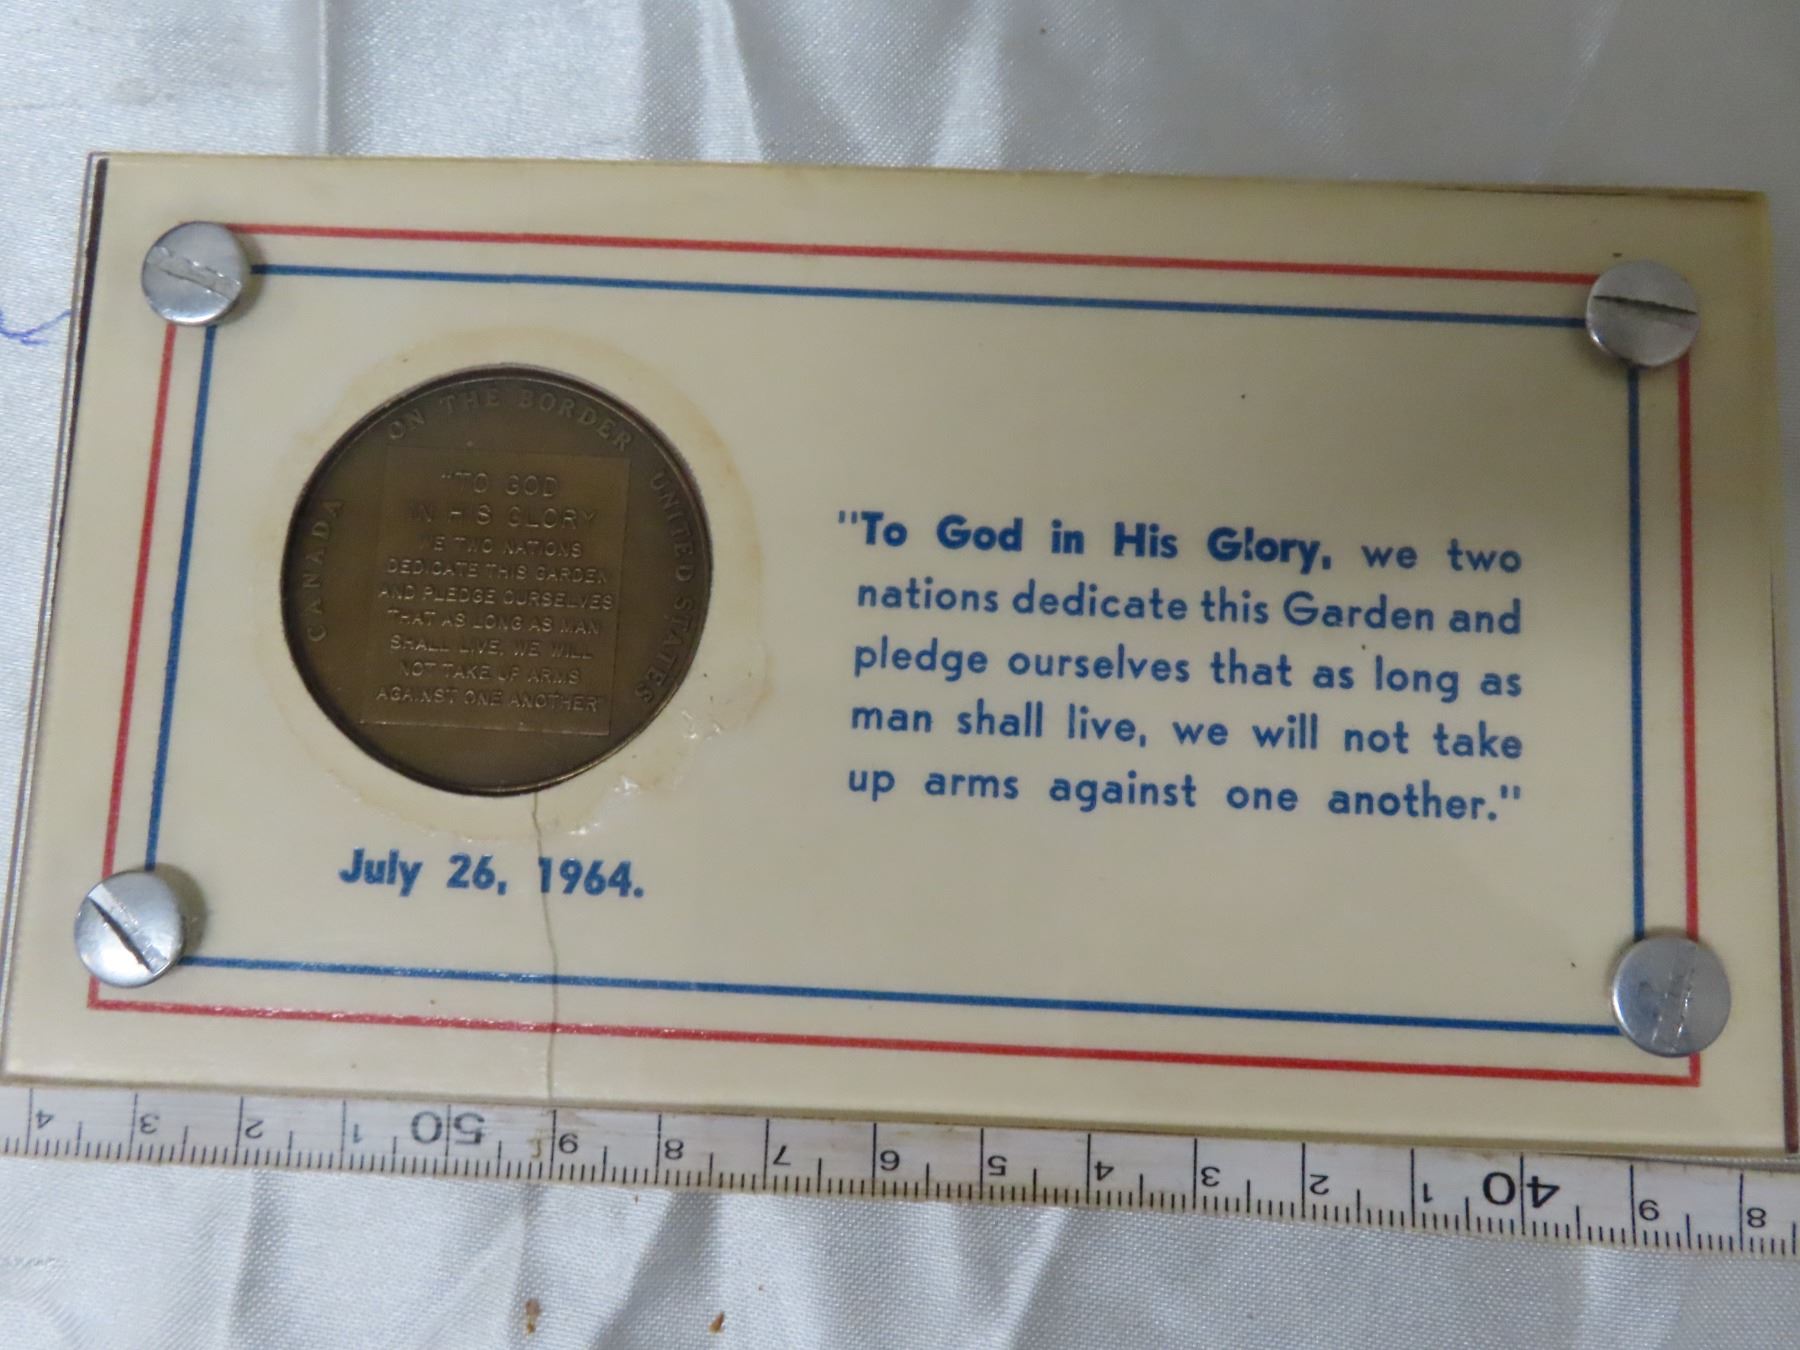 CANADA
ON THE BORDER
UNITED STATES
"TO GOD
IN HIS GLORY
WE TWO NATIONS
DEDICATE THIS GARDEN
AND PLEDGE OURSELVES
THAT AS LONG AS MAN
SHALL LIVE, WE WILL
NOT TAKE UP ARMS
AGAINST ONE ANOTHER"
July 26, 1964.
"To God in His Glory, we two
nations dedicate this Garden and
pledge ourselves that as long as
man shall live, we will not take
up arms against one another."
4 3 2 1 50 9 8 7 6 5 4 3 2 1 40 9 8